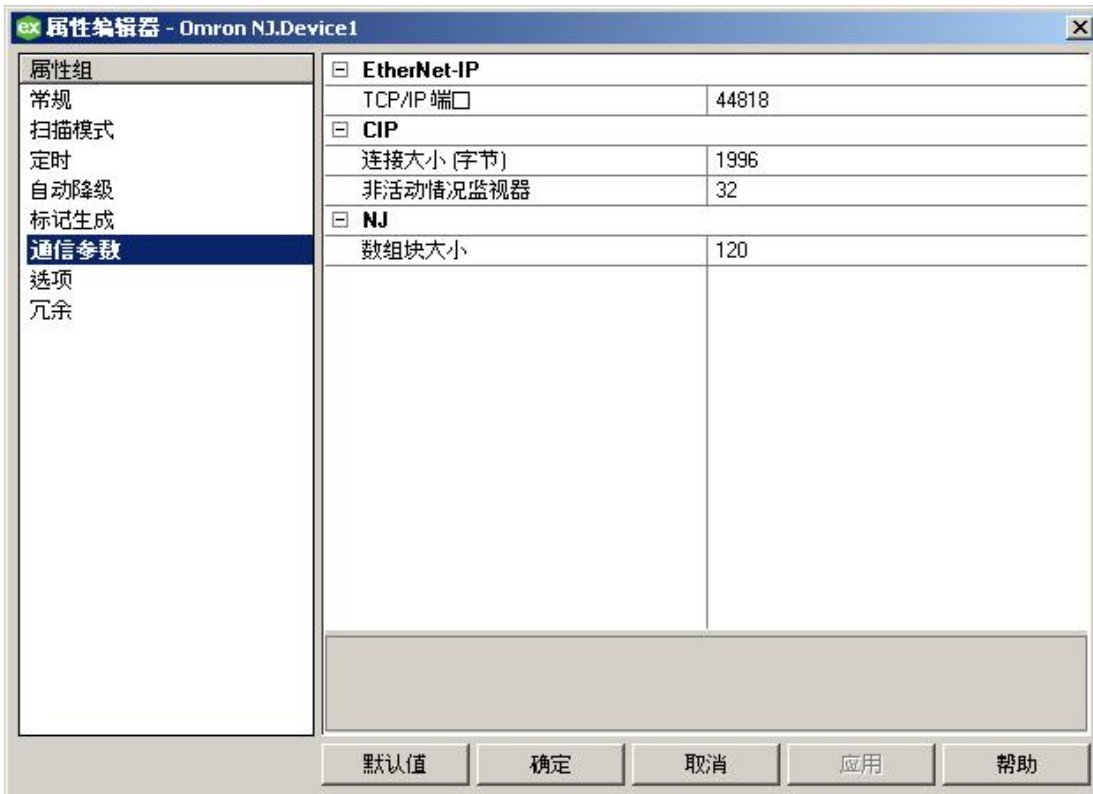 ex 属性编辑器 - Omron NJ.Device1
属性组
常规
扫描模式
定时
自动降级
标记生成
通信参数
选项
冗余
EtherNet-IP
TCP/IP 端口 44818
CIP
连接大小 (字节) 1996
非活动情况监视器 32
NJ
数组块大小 120
默认值 确定 取消 应用 帮助